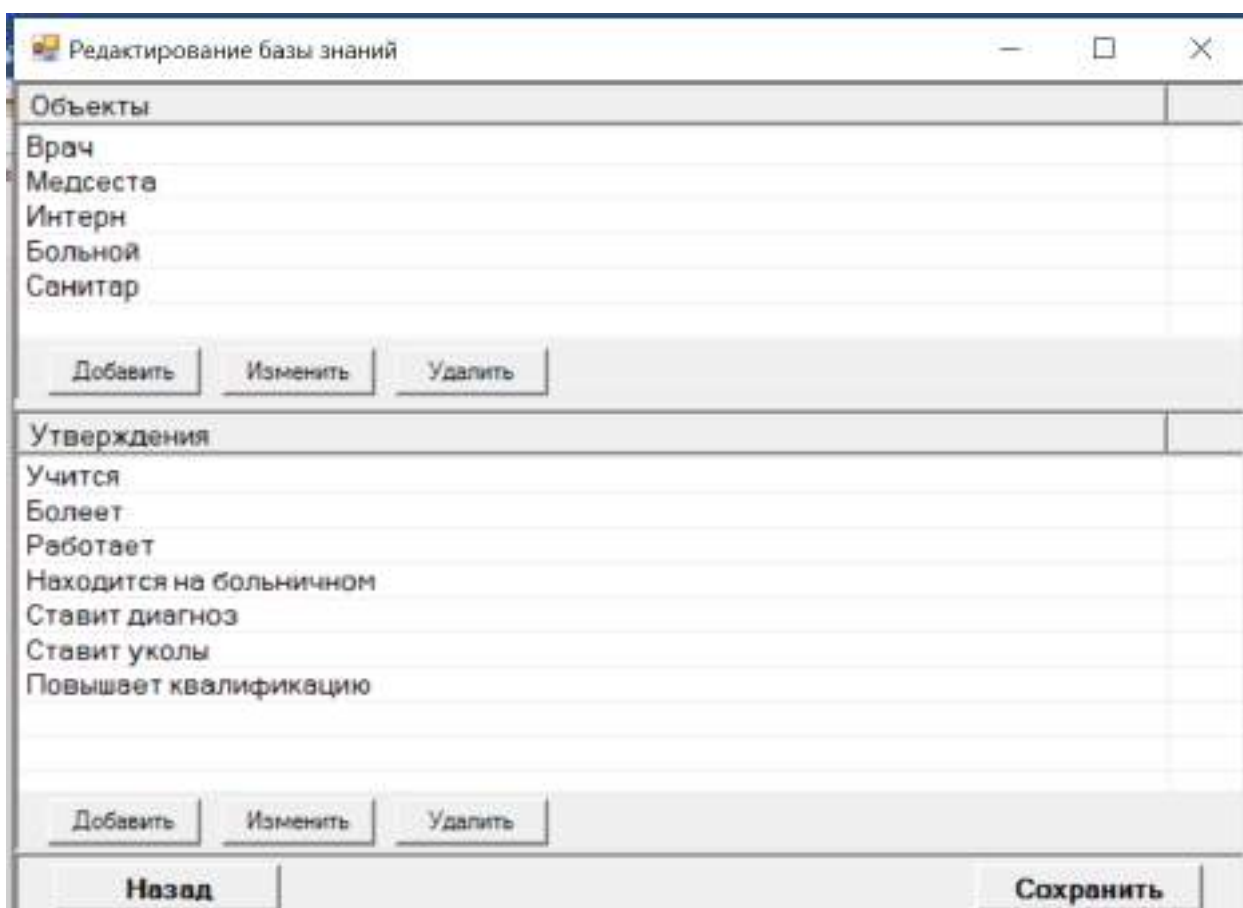 Редактирование базы знаний
Объекты
Врач
Медсеста
Интерн
Больной
Санитар
Добавить Изменить Удалить
Утверждения
Учится
Болеет
Работает
Находится на больничном
Ставит диагноз
Ставит уколы
Повышает квалификацию
Добавить Изменить Удалить
Назад Сохранить